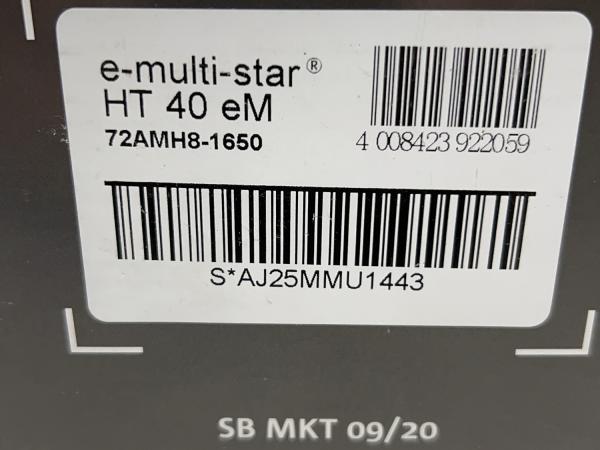 e-multi-star®
HT 40 eM
72AMH8-1650
4 008423 922059
S*AJ25MMU1443
SB MKT 09/20